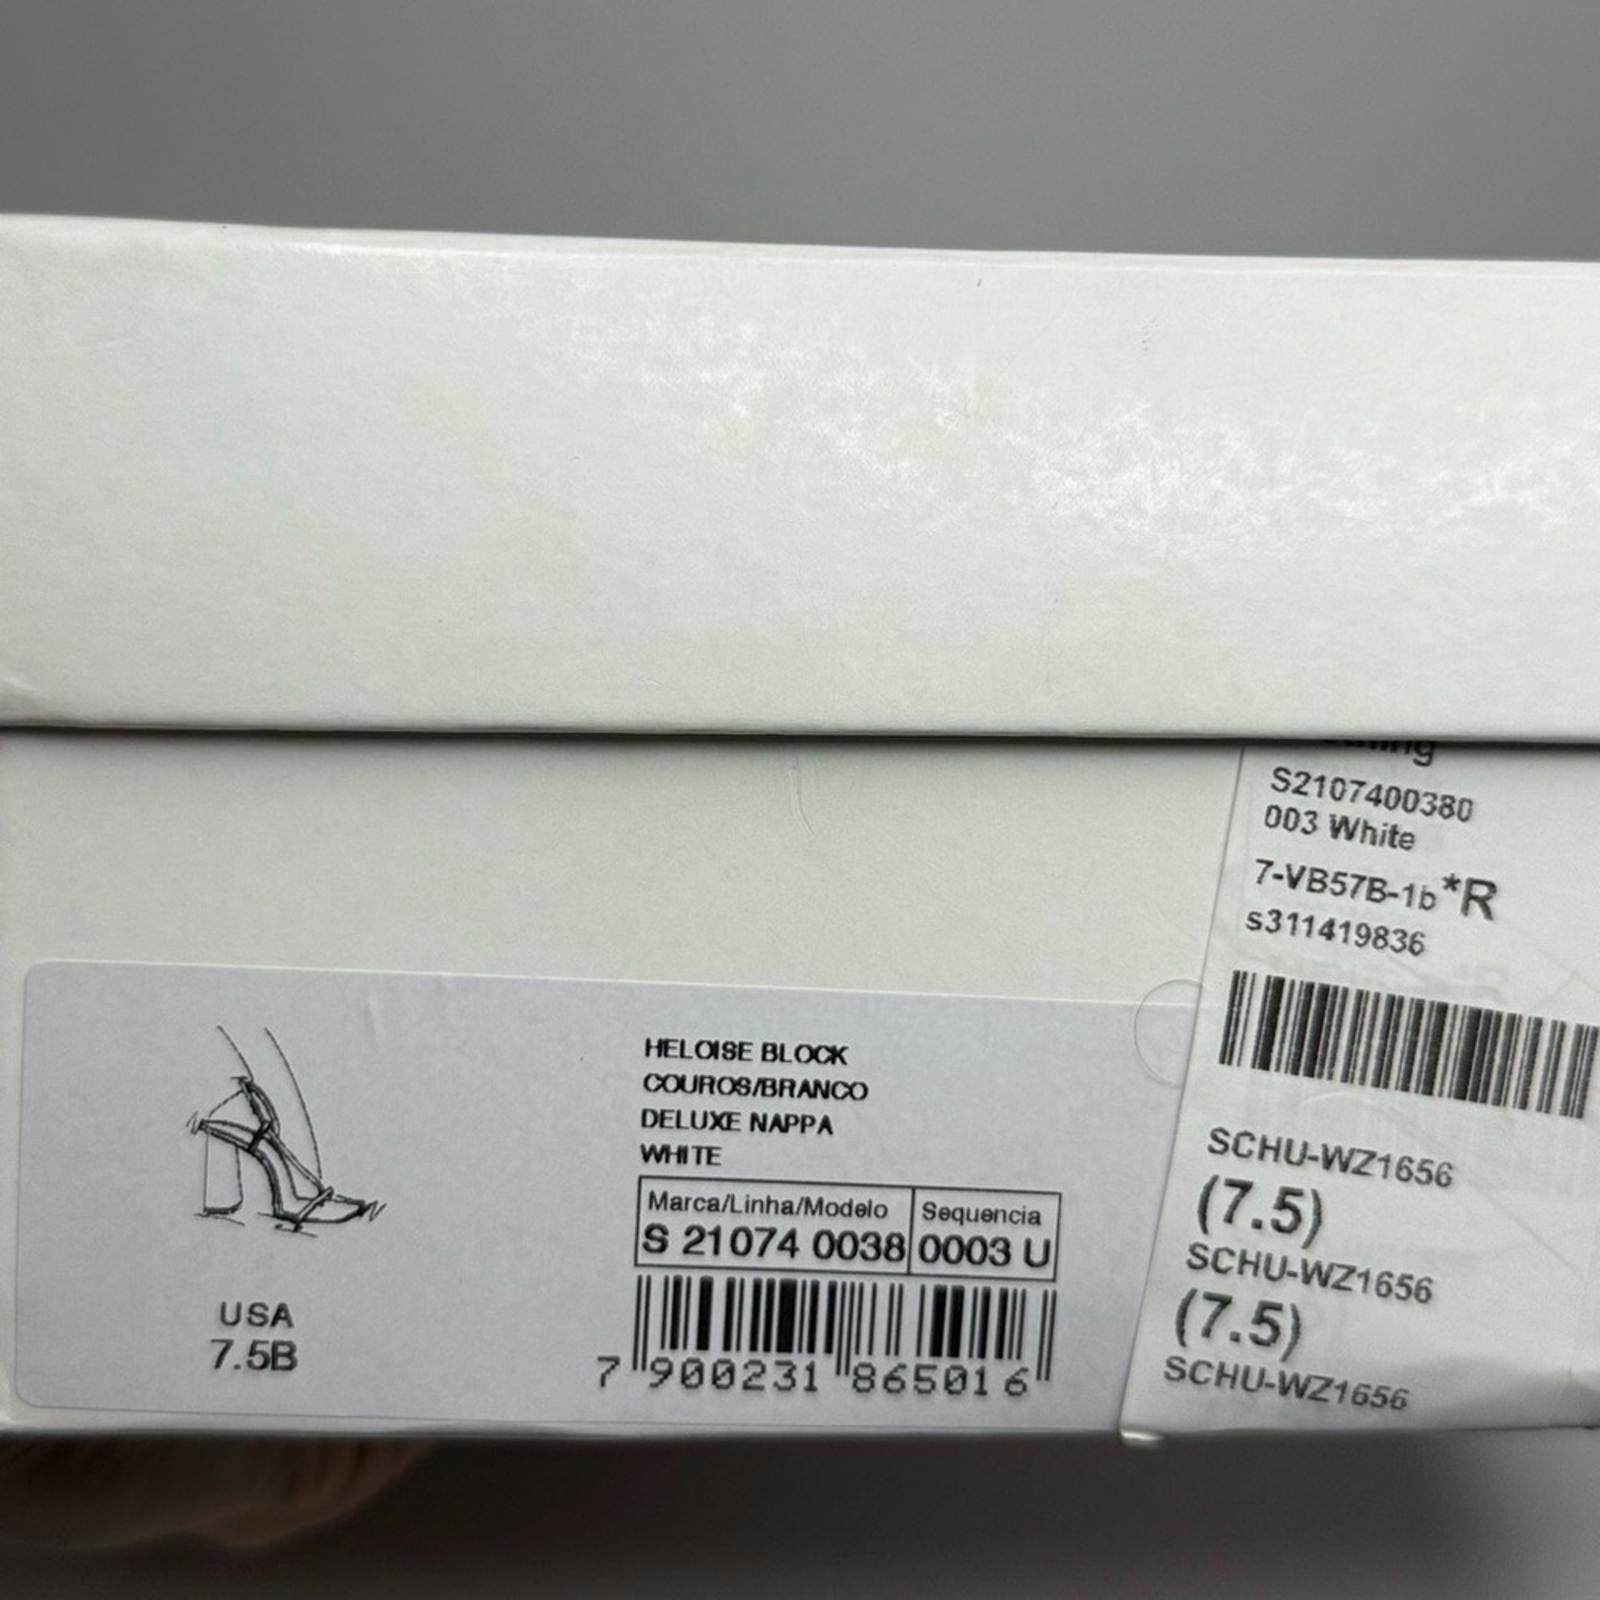 S2107400380
003 White
7-VB57B-1b*R
s311419836
SCHU-WZ1656
(7.5)
SCHU-WZ1656
(7.5)
SCHU-WZ1656
HELOISE BLOCK
COUROS/BRANCO
DELUXE NAPPA
WHITE
Marca/Linha/Modelo Sequencia
S 21074 0038 0003 U
7 900231 865016
USA
7.5B